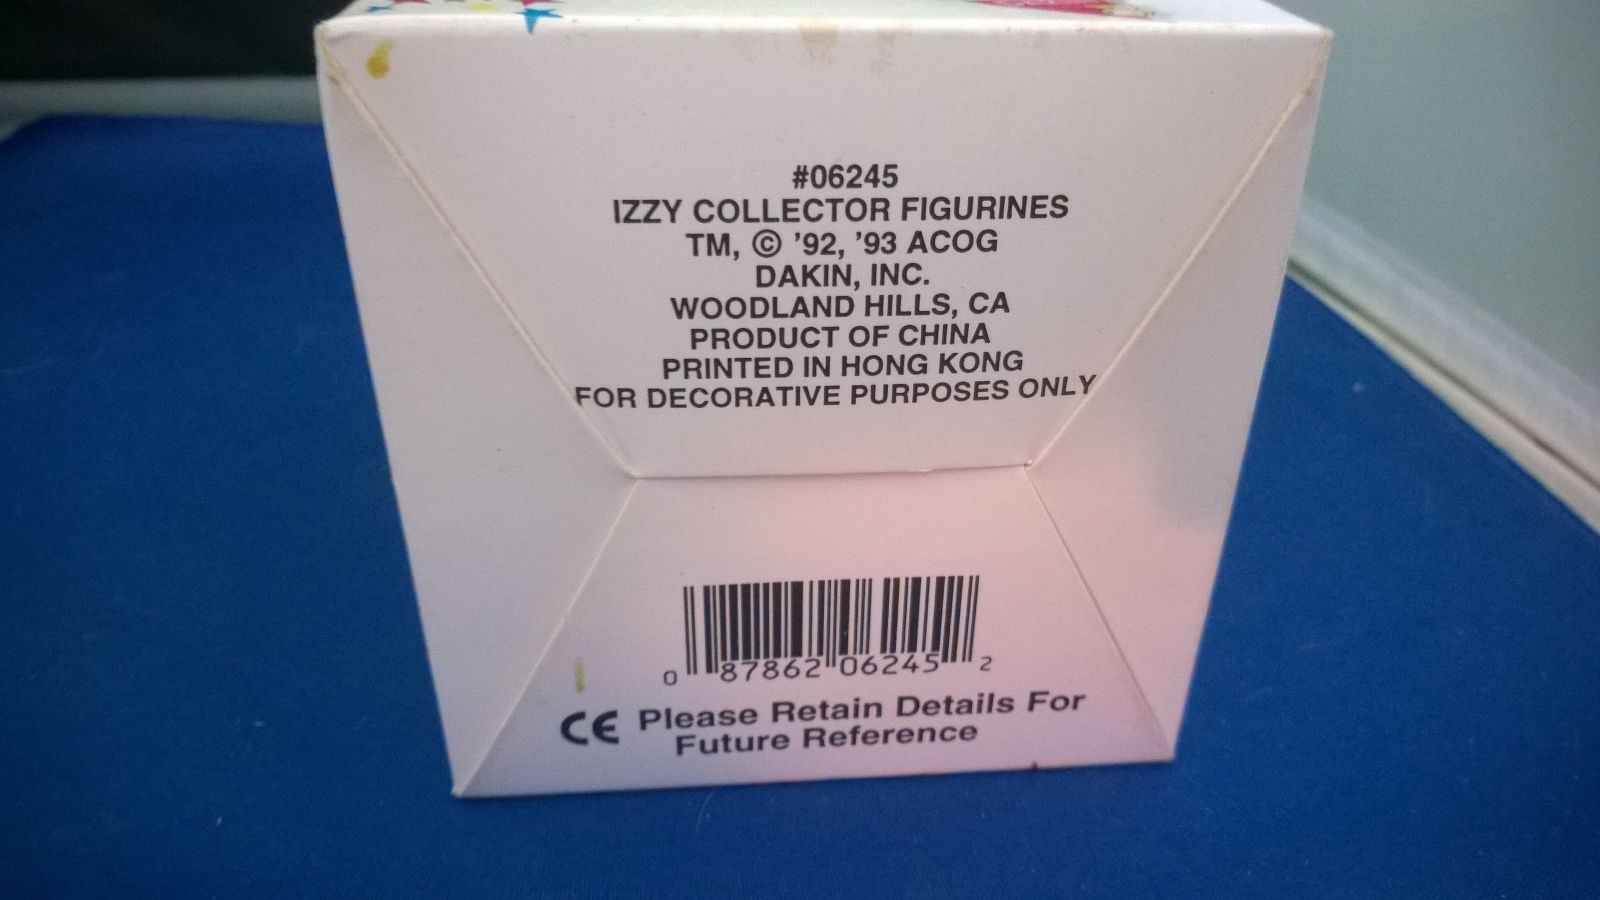 #06245
IZZY COLLECTOR FIGURINES
TM, © '92, '93 ACOG
DAKIN, INC.
WOODLAND HILLS, CA
PRODUCT OF CHINA
PRINTED IN HONG KONG
FOR DECORATIVE PURPOSES ONLY
0 87862 06245 2
CE Please Retain Details For
Future Reference